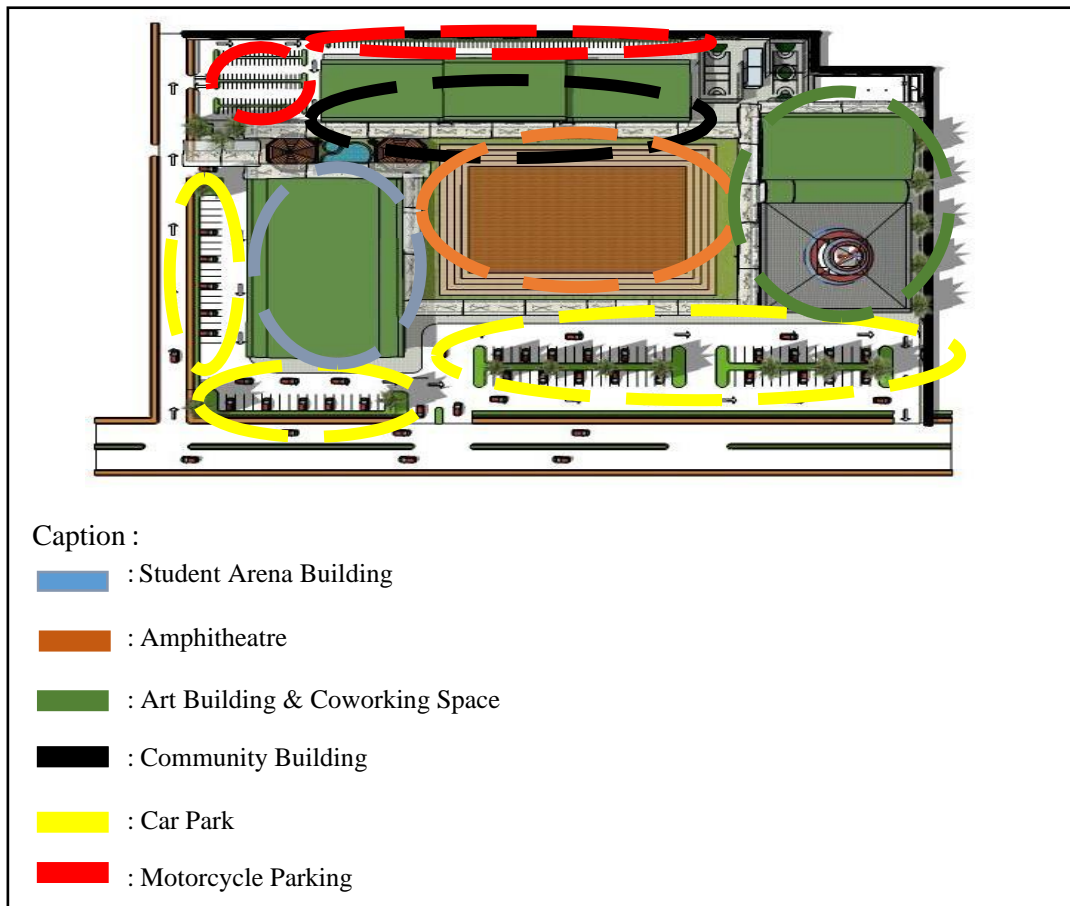 Caption :
: Student Arena Building
: Amphitheatre
: Art Building & Coworking Space
: Community Building
: Car Park
: Motorcycle Parking